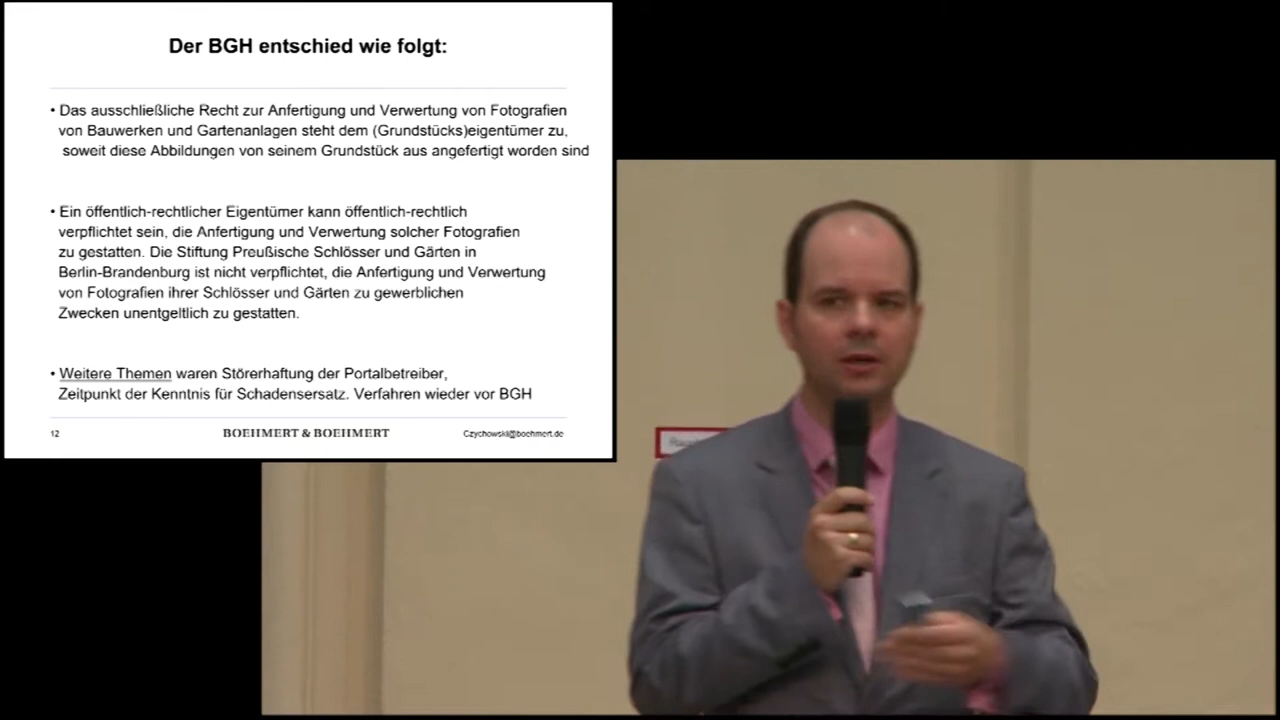 Der BGH entschied wie folgt:
• Das ausschließliche Recht zur Anfertigung und Verwertung von Fotografien
von Bauwerken und Gartenanlagen steht dem (Grundstücks)eigentümer zu,
soweit diese Abbildungen von seinem Grundstück aus angefertigt worden sind
• Ein öffentlich-rechtlicher Eigentümer kann öffentlich-rechtlich
verpflichtet sein, die Anfertigung und Verwertung solcher Fotografien
zu gestatten. Die Stiftung Preußische Schlösser und Gärten in
Berlin-Brandenburg ist nicht verpflichtet, die Anfertigung und Verwertung
von Fotografien ihrer Schlösser und Gärten zu gewerblichen
Zwecken unentgeltlich zu gestatten.
• Weitere Themen waren Störerhaftung der Portalbetreiber,
Zeitpunkt der Kenntnis für Schadensersatz. Verfahren wieder vor BGH
12 BOEHMERT & BOEHMERT Czychowski@boehmert.de